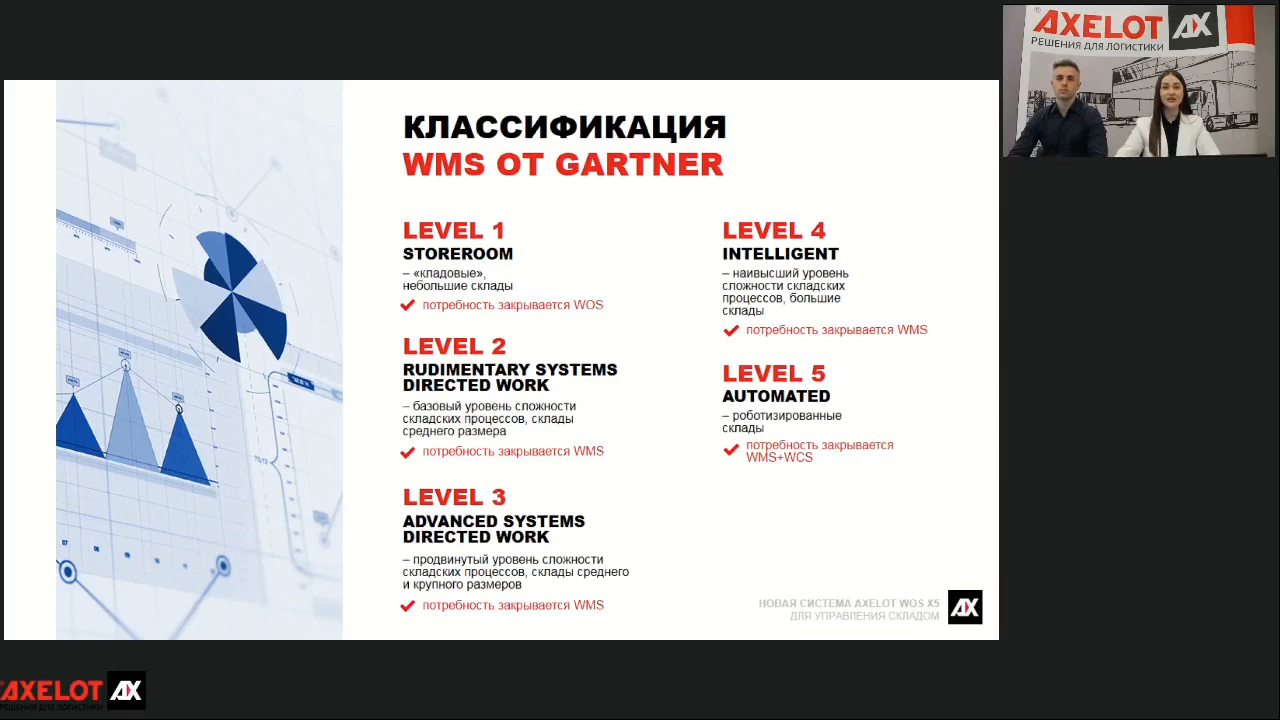 КЛАССИФИКАЦИЯ
WMS ОТ GARTNER
LEVEL 1
STOREROOM
– «кладовые»,
небольшие склады
потребность закрывается WOS
LEVEL 2
RUDIMENTARY SYSTEMS
DIRECTED WORK
– базовый уровень сложности
складских процессов, склады
среднего размера
потребность закрывается WMS
LEVEL 3
ADVANCED SYSTEMS
DIRECTED WORK
– продвинутый уровень сложности
складских процессов, склады среднего
и крупного размеров
потребность закрывается WMS
LEVEL 4
INTELLIGENT
– наивысший уровень
сложности складских
процессов, большие
склады
потребность закрывается WMS
LEVEL 5
AUTOMATED
– роботизированные
склады
потребность закрывается
WMS+WCS
НОВАЯ СИСТЕМА AXELOT WOS X5
ДЛЯ УПРАВЛЕНИЯ СКЛАДОМ
AX
AXELOT AX
РЕШЕНИЯ ДЛЯ ЛОГИСТИКИ
AXELOT AX
РЕШЕНИЯ ДЛЯ ЛОГИСТИКИ